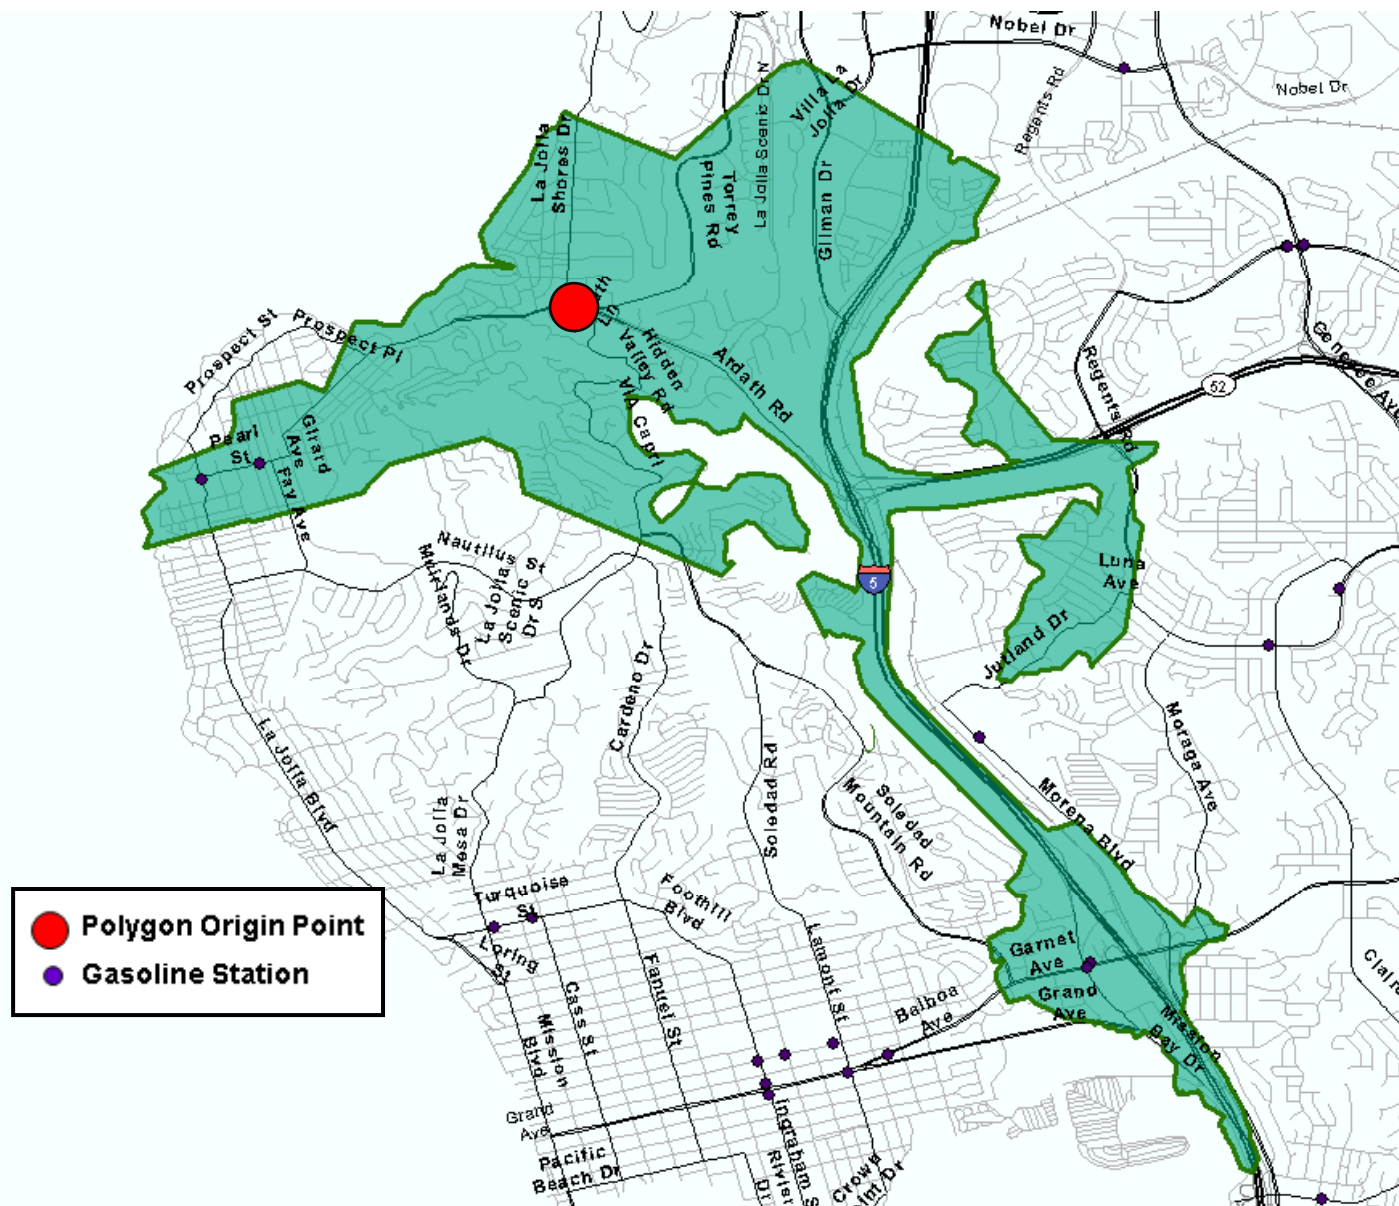 Nobel Dr
Nobel Dr
Regents Rd
Villa La
Jolla Dr
La Jolla Scenic Dr N
La Jolla
Shores Dr
Torrey
Pines Rd
Gilman Dr
Prospect St
Prospect Pl
Ln
Hidden
Valley Rd
Ardath Rd
Via Capri
Genesee Ave
Regents Rd
52
Pearl
St
Girard
Ave
Fay Ave
Nautilus St
Muirlands Dr
La Jolla
Scenic
Dr S
5
Luna
Ave
Jutland Dr
Cardeno Dr
Soledad Rd
Moraga Ave
La Jolla Blvd
Soledad
Mountain Rd
Morena Blvd
La Jolla
Mesa Dr
Turquoise
St
Foothill
Blvd
Polygon Origin Point
Gasoline Station
Loring
St
Lamont St
Garnet
Ave
Grand
Ave
Balboa
Ave
Fanuel St
Cass St
Mission
Blvd
Mission
Bay Dr
Grand
Ave
Ingraham S
Pacific
Beach Dr
Crown
Dr